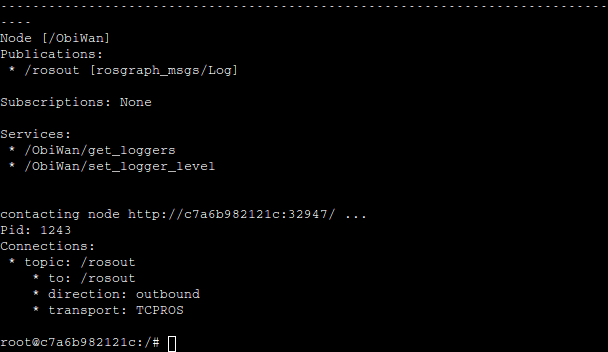 ----------------------------------------------------------------------------
----
Node [/ObiWan]
Publications:
 * /rosout [rosgraph_msgs/Log]

Subscriptions: None

Services:
 * /ObiWan/get_loggers
 * /ObiWan/set_logger_level


contacting node http://c7a6b982121c:32947/ ...
Pid: 1243
Connections:
 * topic: /rosout
    * to: /rosout
    * direction: outbound
    * transport: TCPROS

root@c7a6b982121c:/#